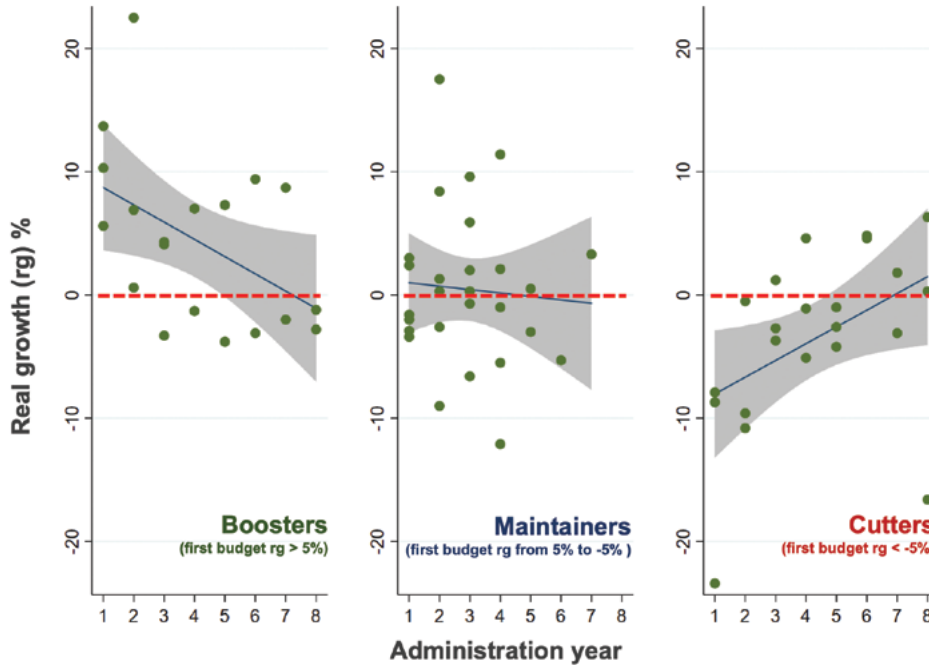 Real growth (rg) %
20
10
0
-10
-20
Boosters
(first budget rg > 5%)
1 2 3 4 5 6 7 8
20
10
0
-10
-20
Maintainers
(first budget rg from 5% to -5% )
1 2 3 4 5 6 7 8
20
10
0
-10
-20
Cutters
(first budget rg < -5%
1 2 3 4 5 6 7 8
Administration year